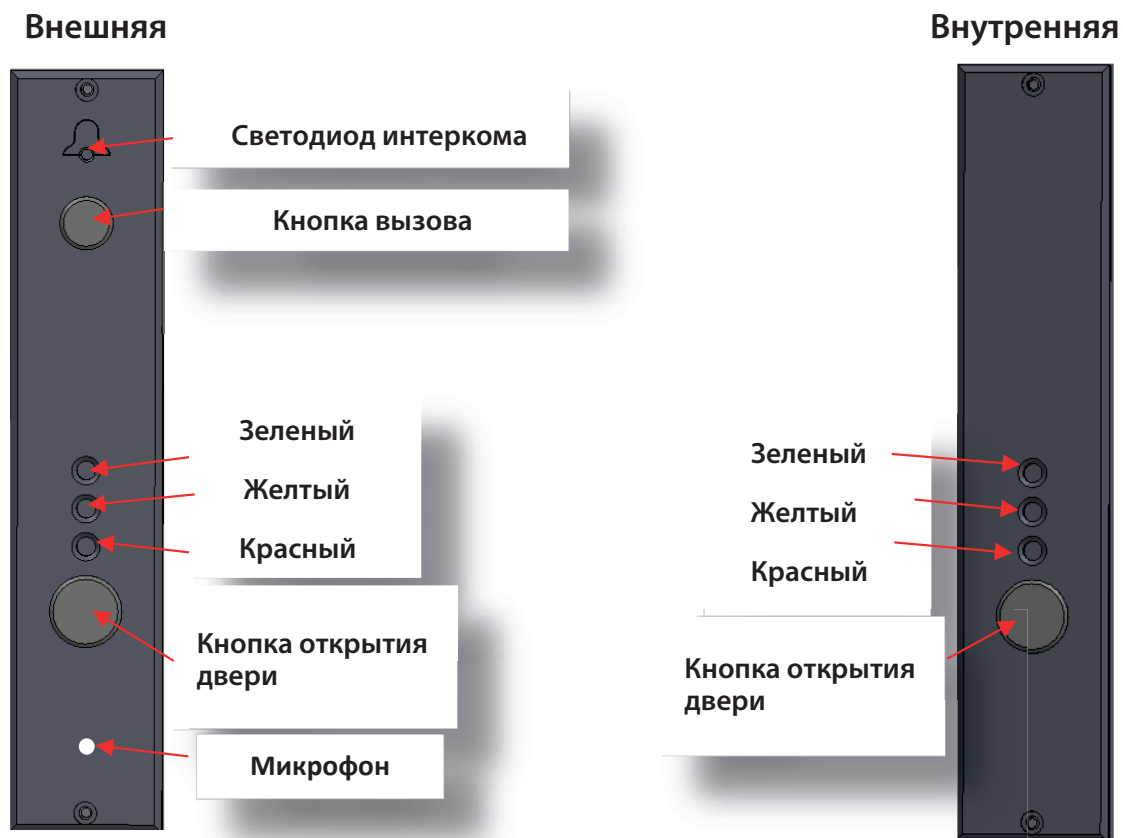 Внешняя
Внутренняя
Светодиод интеркома
Кнопка вызова
Зеленый
Желтый
Красный
Кнопка открытия
двери
Микрофон
Зеленый
Желтый
Красный
Кнопка открытия
двери